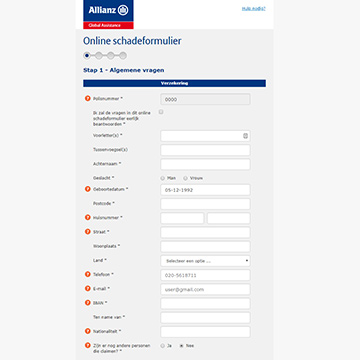 Allianz
Hulp nodig?
Global Assistance
Online schadeformulier
Stap 1 - Algemene vragen
Verzekering
? Polisnummer * 0000
Ik zal de vragen in dit online
schadeformulier eerlijk
beantwoorden *
Voorletter(s) *
Tussenvoegsel(s)
Achternaam *
Geslacht * Man Vrouw
? Geboortedatum * 05-12-1992
Postcode *
? Huisnummer *
? Straat *
Woonplaats *
Land * Selecteer een optie ...
? Telefoon * 020-5618711
? E-mail * user@gmail.com
? IBAN *
Ten name van *
Nationaliteit *
? Zijn er nog andere personen
die claimen? * Ja Nee